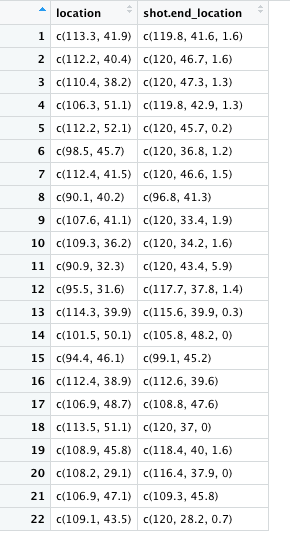 location shot.end_location
1 c(113.3, 41.9) c(119.8, 41.6, 1.6)
2 c(112.2, 40.4) c(120, 46.7, 1.6)
3 c(110.4, 38.2) c(120, 47.3, 1.3)
4 c(106.3, 51.1) c(119.8, 42.9, 1.3)
5 c(112.2, 52.1) c(120, 45.7, 0.2)
6 c(98.5, 45.7) c(120, 36.8, 1.2)
7 c(112.4, 41.5) c(120, 46.6, 1.5)
8 c(90.1, 40.2) c(96.8, 41.3)
9 c(107.6, 41.1) c(120, 33.4, 1.9)
10 c(109.3, 36.2) c(120, 34.2, 1.6)
11 c(90.9, 32.3) c(120, 43.4, 5.9)
12 c(95.5, 31.6) c(117.7, 37.8, 1.4)
13 c(114.3, 39.9) c(115.6, 39.9, 0.3)
14 c(101.5, 50.1) c(105.8, 48.2, 0)
15 c(94.4, 46.1) c(99.1, 45.2)
16 c(112.4, 38.9) c(112.6, 39.6)
17 c(106.9, 48.7) c(108.8, 47.6)
18 c(113.5, 51.1) c(120, 37, 0)
19 c(108.9, 45.8) c(118.4, 40, 1.6)
20 c(108.2, 29.1) c(116.4, 37.9, 0)
21 c(106.9, 47.1) c(109.3, 45.8)
22 c(109.1, 43.5) c(120, 28.2, 0.7)